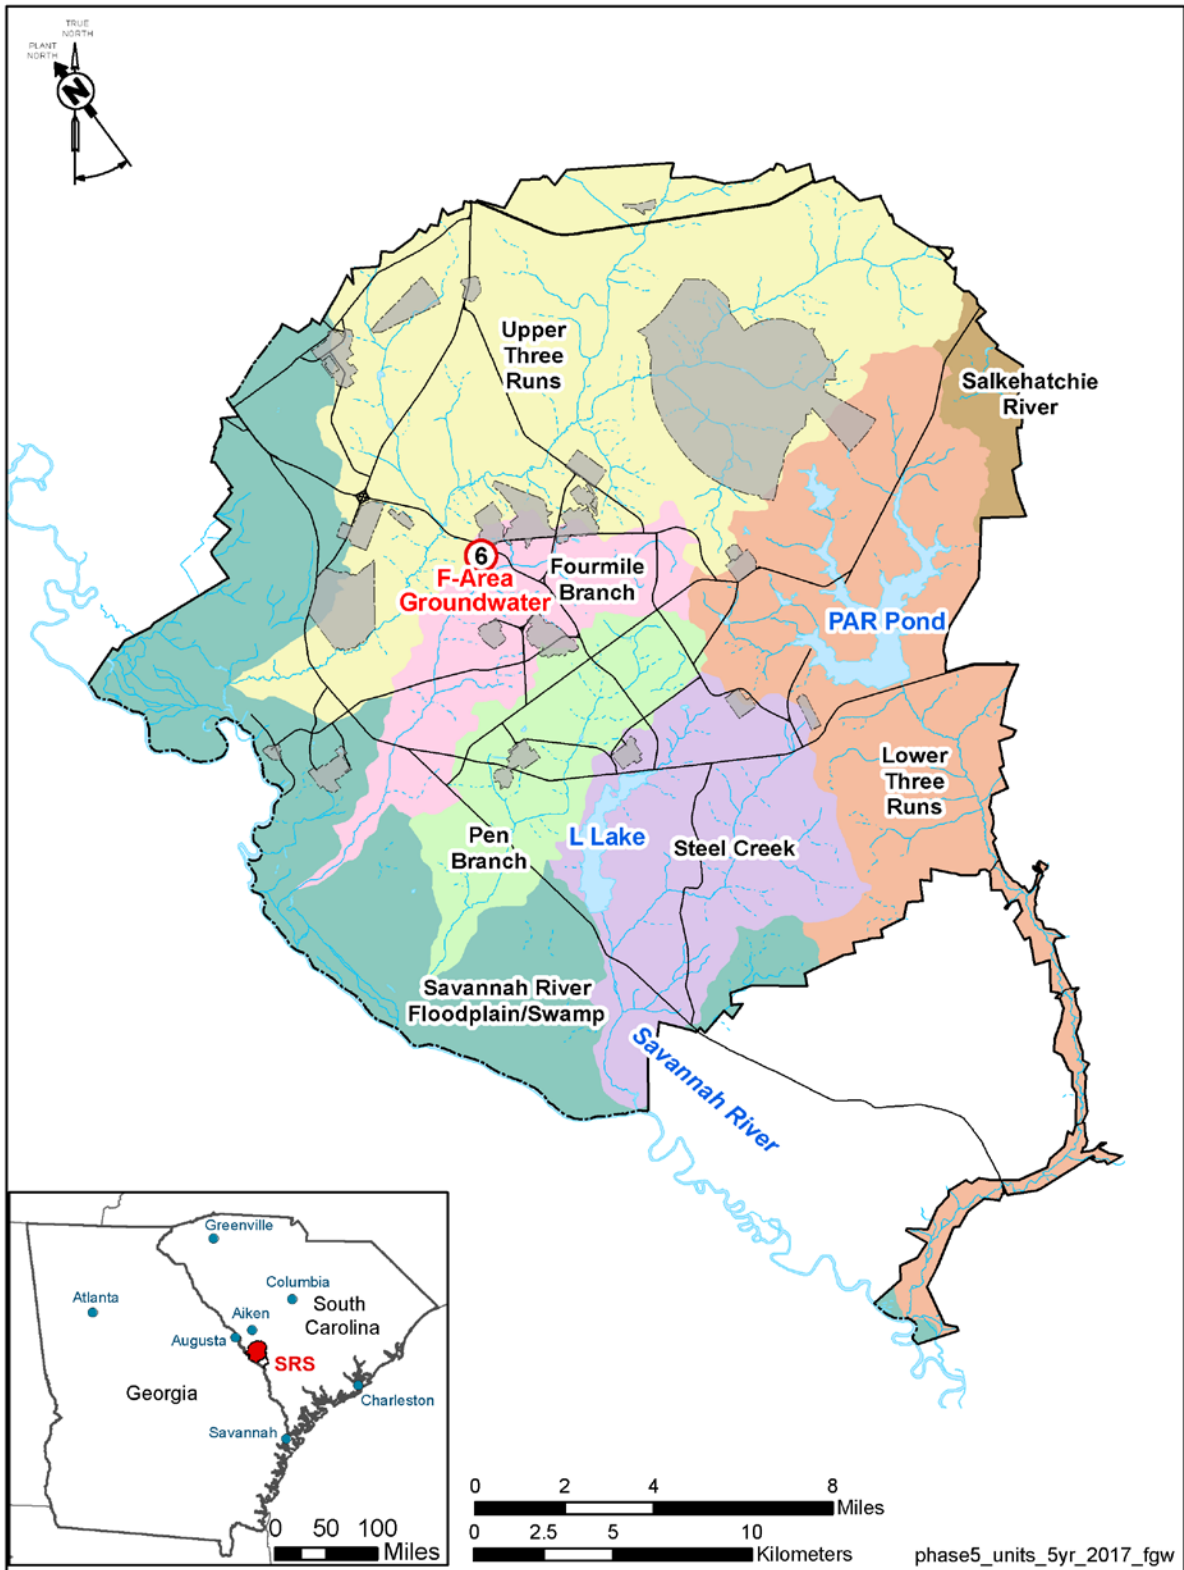 TRUE
NORTH
PLANT
NORTH
N
Upper
Three
Runs
Salkehatchie
River
6
F-Area
Groundwater
Fourmile
Branch
PAR Pond
Lower
Three
Runs
Pen
Branch
L Lake
Steel Creek
Savannah River
Floodplain/Swamp
Savannah River
Greenville
Columbia
Atlanta
Aiken
South
Carolina
Augusta
SRS
Georgia
Charleston
Savannah
0 50 100
Miles
0 2 4 8
Miles
0 2.5 5 10
Kilometers
phase5_units_5yr_2017_fgw